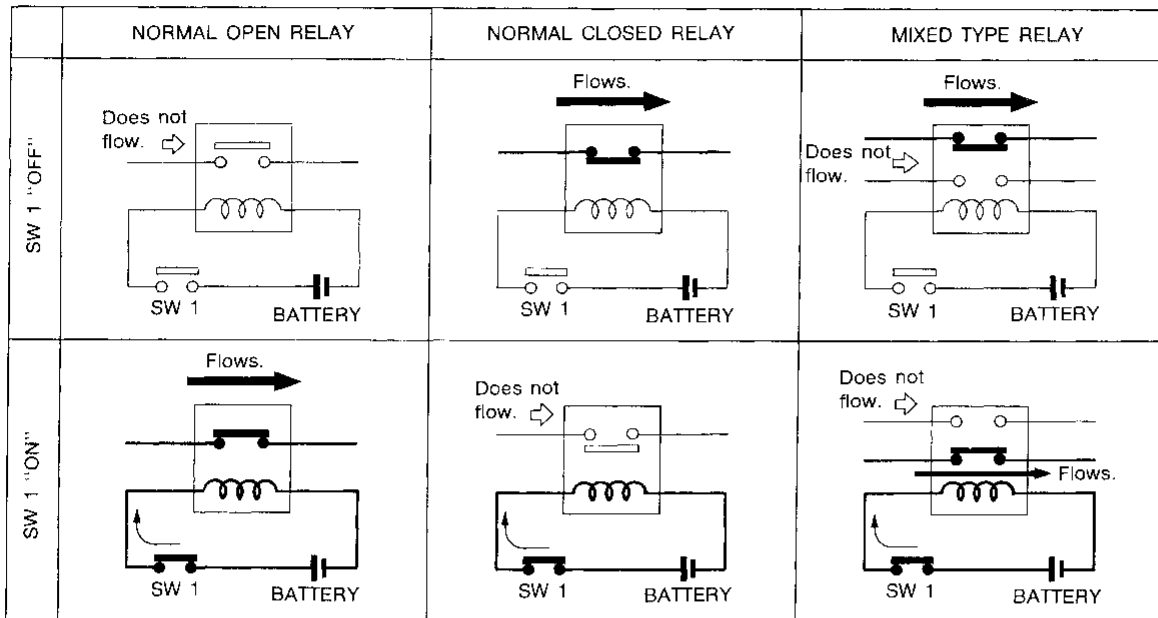 NORMAL OPEN RELAY
NORMAL CLOSED RELAY
MIXED TYPE RELAY
SW 1 "OFF"
Does not
flow.
SW 1
BATTERY
Flows.
SW 1
BATTERY
Flows.
Does not
flow.
SW 1
BATTERY
SW 1 "ON"
Flows.
SW 1
BATTERY
Does not
flow.
SW 1
BATTERY
Does not
flow.
Flows.
SW 1
BATTERY